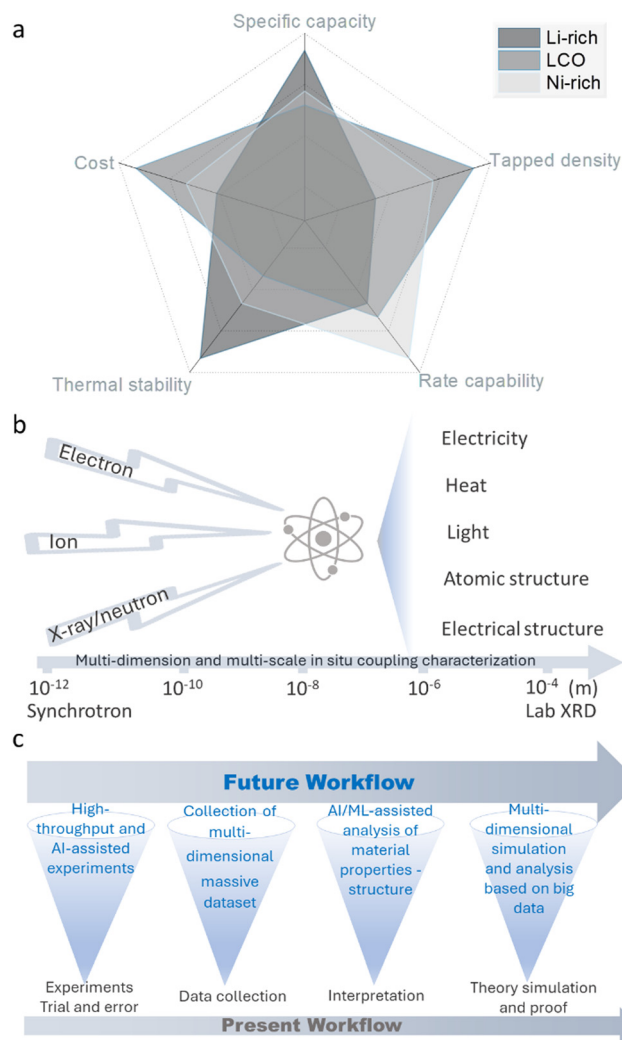 a
Specific capacity
Li-rich
LCO
Ni-rich
Cost
Tapped density
Thermal stability
Rate capability
b
Electron
Ion
X-ray/neutron
Electricity
Heat
Light
Atomic structure
Electrical structure
Multi-dimension and multi-scale in situ coupling characterization
10-12 10-10 10-8 10-6 10-4 (m)
Synchrotron Lab XRD
c
Future Workflow
High-
throughput and
AI-assisted
experiments
Collection of
multi-
dimensional
massive
dataset
AI/ML-assisted
analysis of
material
properties -
structure
Multi-
dimensional
simulation
and analysis
based on big
data
Experiments
Trial and error
Data collection
Interpretation
Theory simulation
and proof
Present Workflow